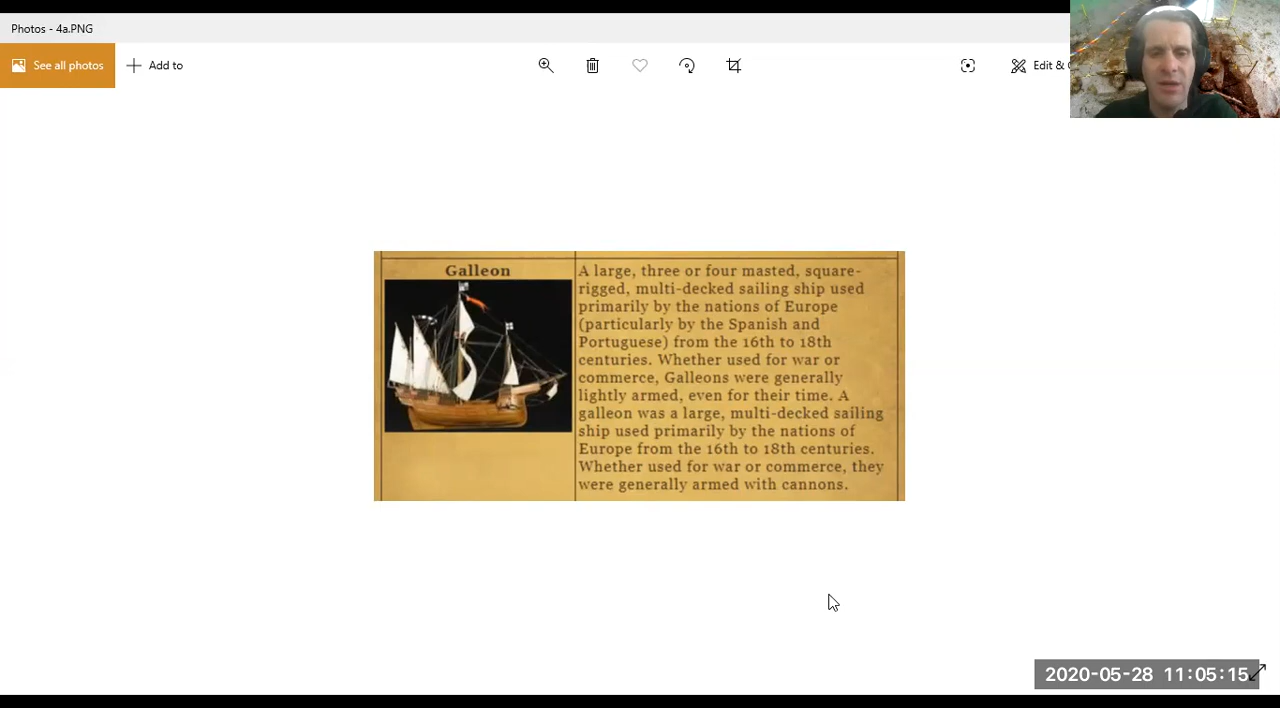 Photos - 4a.PNG
See all photos
Add to
Edit &
Galleon
A large, three or four masted, square-
rigged, multi-decked sailing ship used
primarily by the nations of Europe
(particularly by the Spanish and
Portuguese) from the 16th to 18th
centuries. Whether used for war or
commerce, Galleons were generally
lightly armed, even for their time. A
galleon was a large, multi-decked sailing
ship used primarily by the nations of
Europe from the 16th to 18th centuries.
Whether used for war or commerce, they
were generally armed with cannons.
2020-05-28 11:05:15